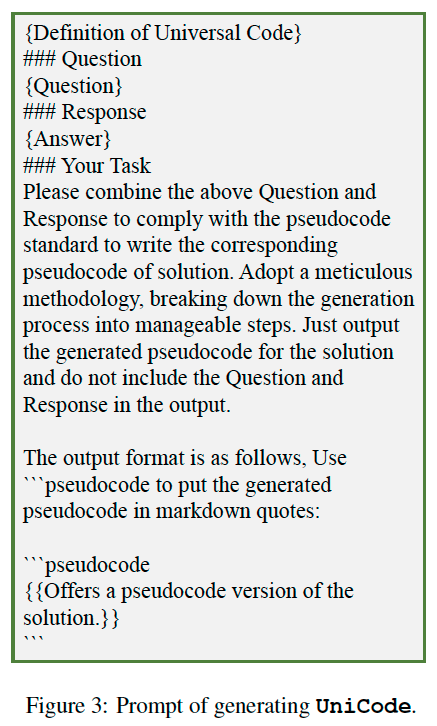 {Definition of Universal Code}
### Question
{Question}
### Response
{Answer}
### Your Task
Please combine the above Question and
Response to comply with the pseudocode
standard to write the corresponding
pseudocode of solution. Adopt a meticulous
methodology, breaking down the generation
process into manageable steps. Just output
the generated pseudocode for the solution
and do not include the Question and
Response in the output.

The output format is as follows, Use
```pseudocode to put the generated
pseudocode in markdown quotes:

```pseudocode
{{Offers a pseudocode version of the
solution.}}
```

Figure 3: Prompt of generating UniCode.